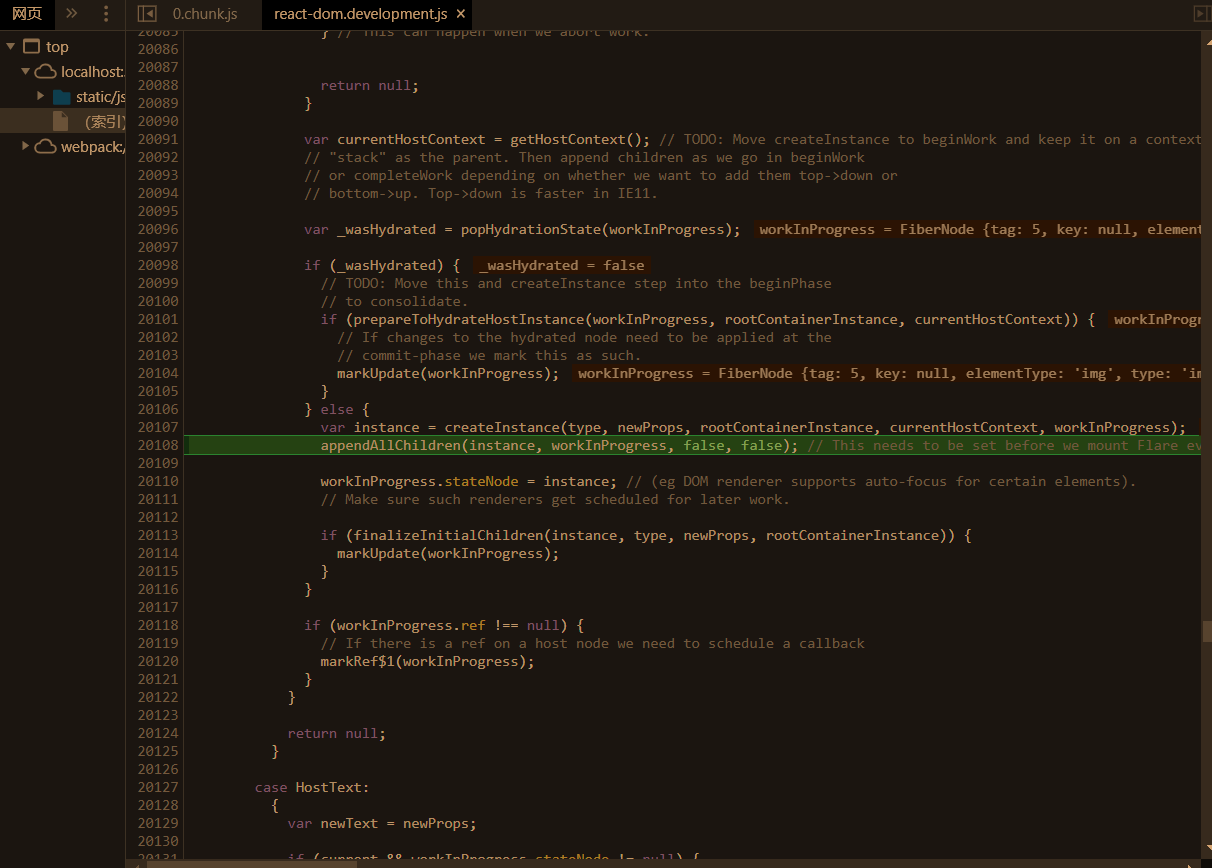 网页
0.chunk.js
react-dom.development.js ×
top
localhost:
static/js
(索引)
webpack:/
20085 } // This can happen when we abort work.
20086
20087
20088 return null;
20089 }
20090
20091 var currentHostContext = getHostContext(); // TODO: Move createInstance to beginWork and keep it on a context
20092 // "stack" as the parent. Then append children as we go in beginWork
20093 // or completeWork depending on whether we want to add them top->down or
20094 // bottom->up. Top->down is faster in IE11.
20095
20096 var _wasHydrated = popHydrationState(workInProgress); workInProgress = FiberNode {tag: 5, key: null, element
20097
20098 if (_wasHydrated) { _wasHydrated = false
20099 // TODO: Move this and createInstance step into the beginPhase
20100 // to consolidate.
20101 if (prepareToHydrateHostInstance(workInProgress, rootContainerInstance, currentHostContext)) { workInProgr
20102 // If changes to the hydrated node need to be applied at the
20103 // commit-phase we mark this as such.
20104 markUpdate(workInProgress); workInProgress = FiberNode {tag: 5, key: null, elementType: 'img', type: 'im
20105 }
20106 } else {
20107 var instance = createInstance(type, newProps, rootContainerInstance, currentHostContext, workInProgress);
20108 appendAllChildren(instance, workInProgress, false, false); // This needs to be set before we mount Flare ev
20109
20110 workInProgress.stateNode = instance; // (eg DOM renderer supports auto-focus for certain elements).
20111 // Make sure such renderers get scheduled for later work.
20112
20113 if (finalizeInitialChildren(instance, type, newProps, rootContainerInstance)) {
20114 markUpdate(workInProgress);
20115 }
20116 }
20117
20118 if (workInProgress.ref !== null) {
20119 // If there is a ref on a host node we need to schedule a callback
20120 markRef$1(workInProgress);
20121 }
20122 }
20123
20124 return null;
20125 }
20126
20127 case HostText:
20128 {
20129 var newText = newProps;
20130
20131 if (current && workInProgress.stateNode != null) {